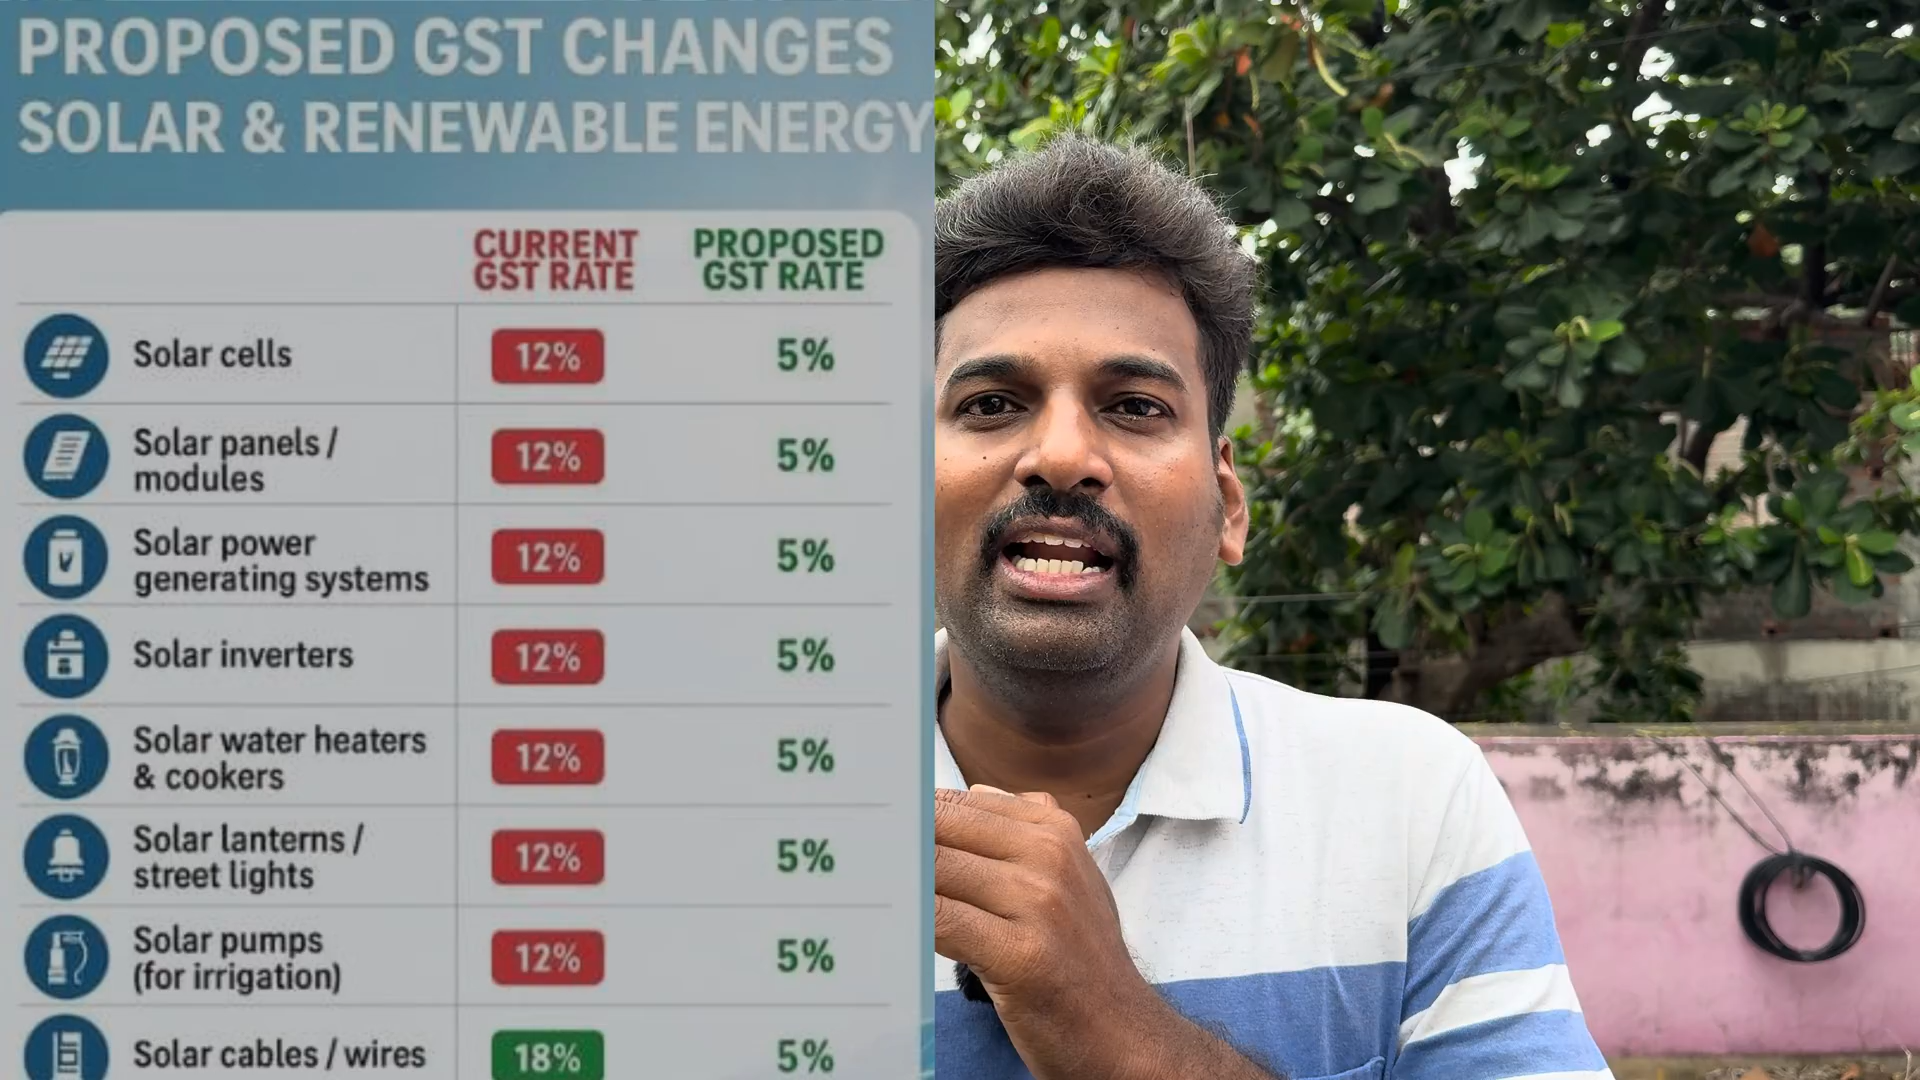 PROPOSED GST CHANGES
SOLAR & RENEWABLE ENERGY
CURRENT GST RATE
PROPOSED GST RATE
Solar cells 12% 5%
Solar panels / modules 12% 5%
Solar power generating systems 12% 5%
Solar inverters 12% 5%
Solar water heaters & cookers 12% 5%
Solar lanterns / street lights 12% 5%
Solar pumps (for irrigation) 12% 5%
Solar cables / wires 18% 5%